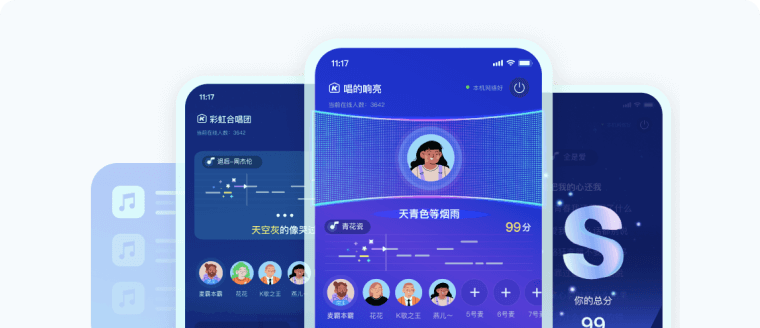 11:17
彩虹合唱团
当前在线人数：3642
退后-周杰伦
天空灰的像哭过
麦霸本霸
花花
K歌之王
燕儿~
11:17
唱的响亮
当前在线人数：3642
本机网络好
天青色等烟雨
青花瓷
99分
麦霸本霸
花花
K歌之王
燕儿～
5号麦
6号麦
7号麦
把我的心还我
S
你的总分
99